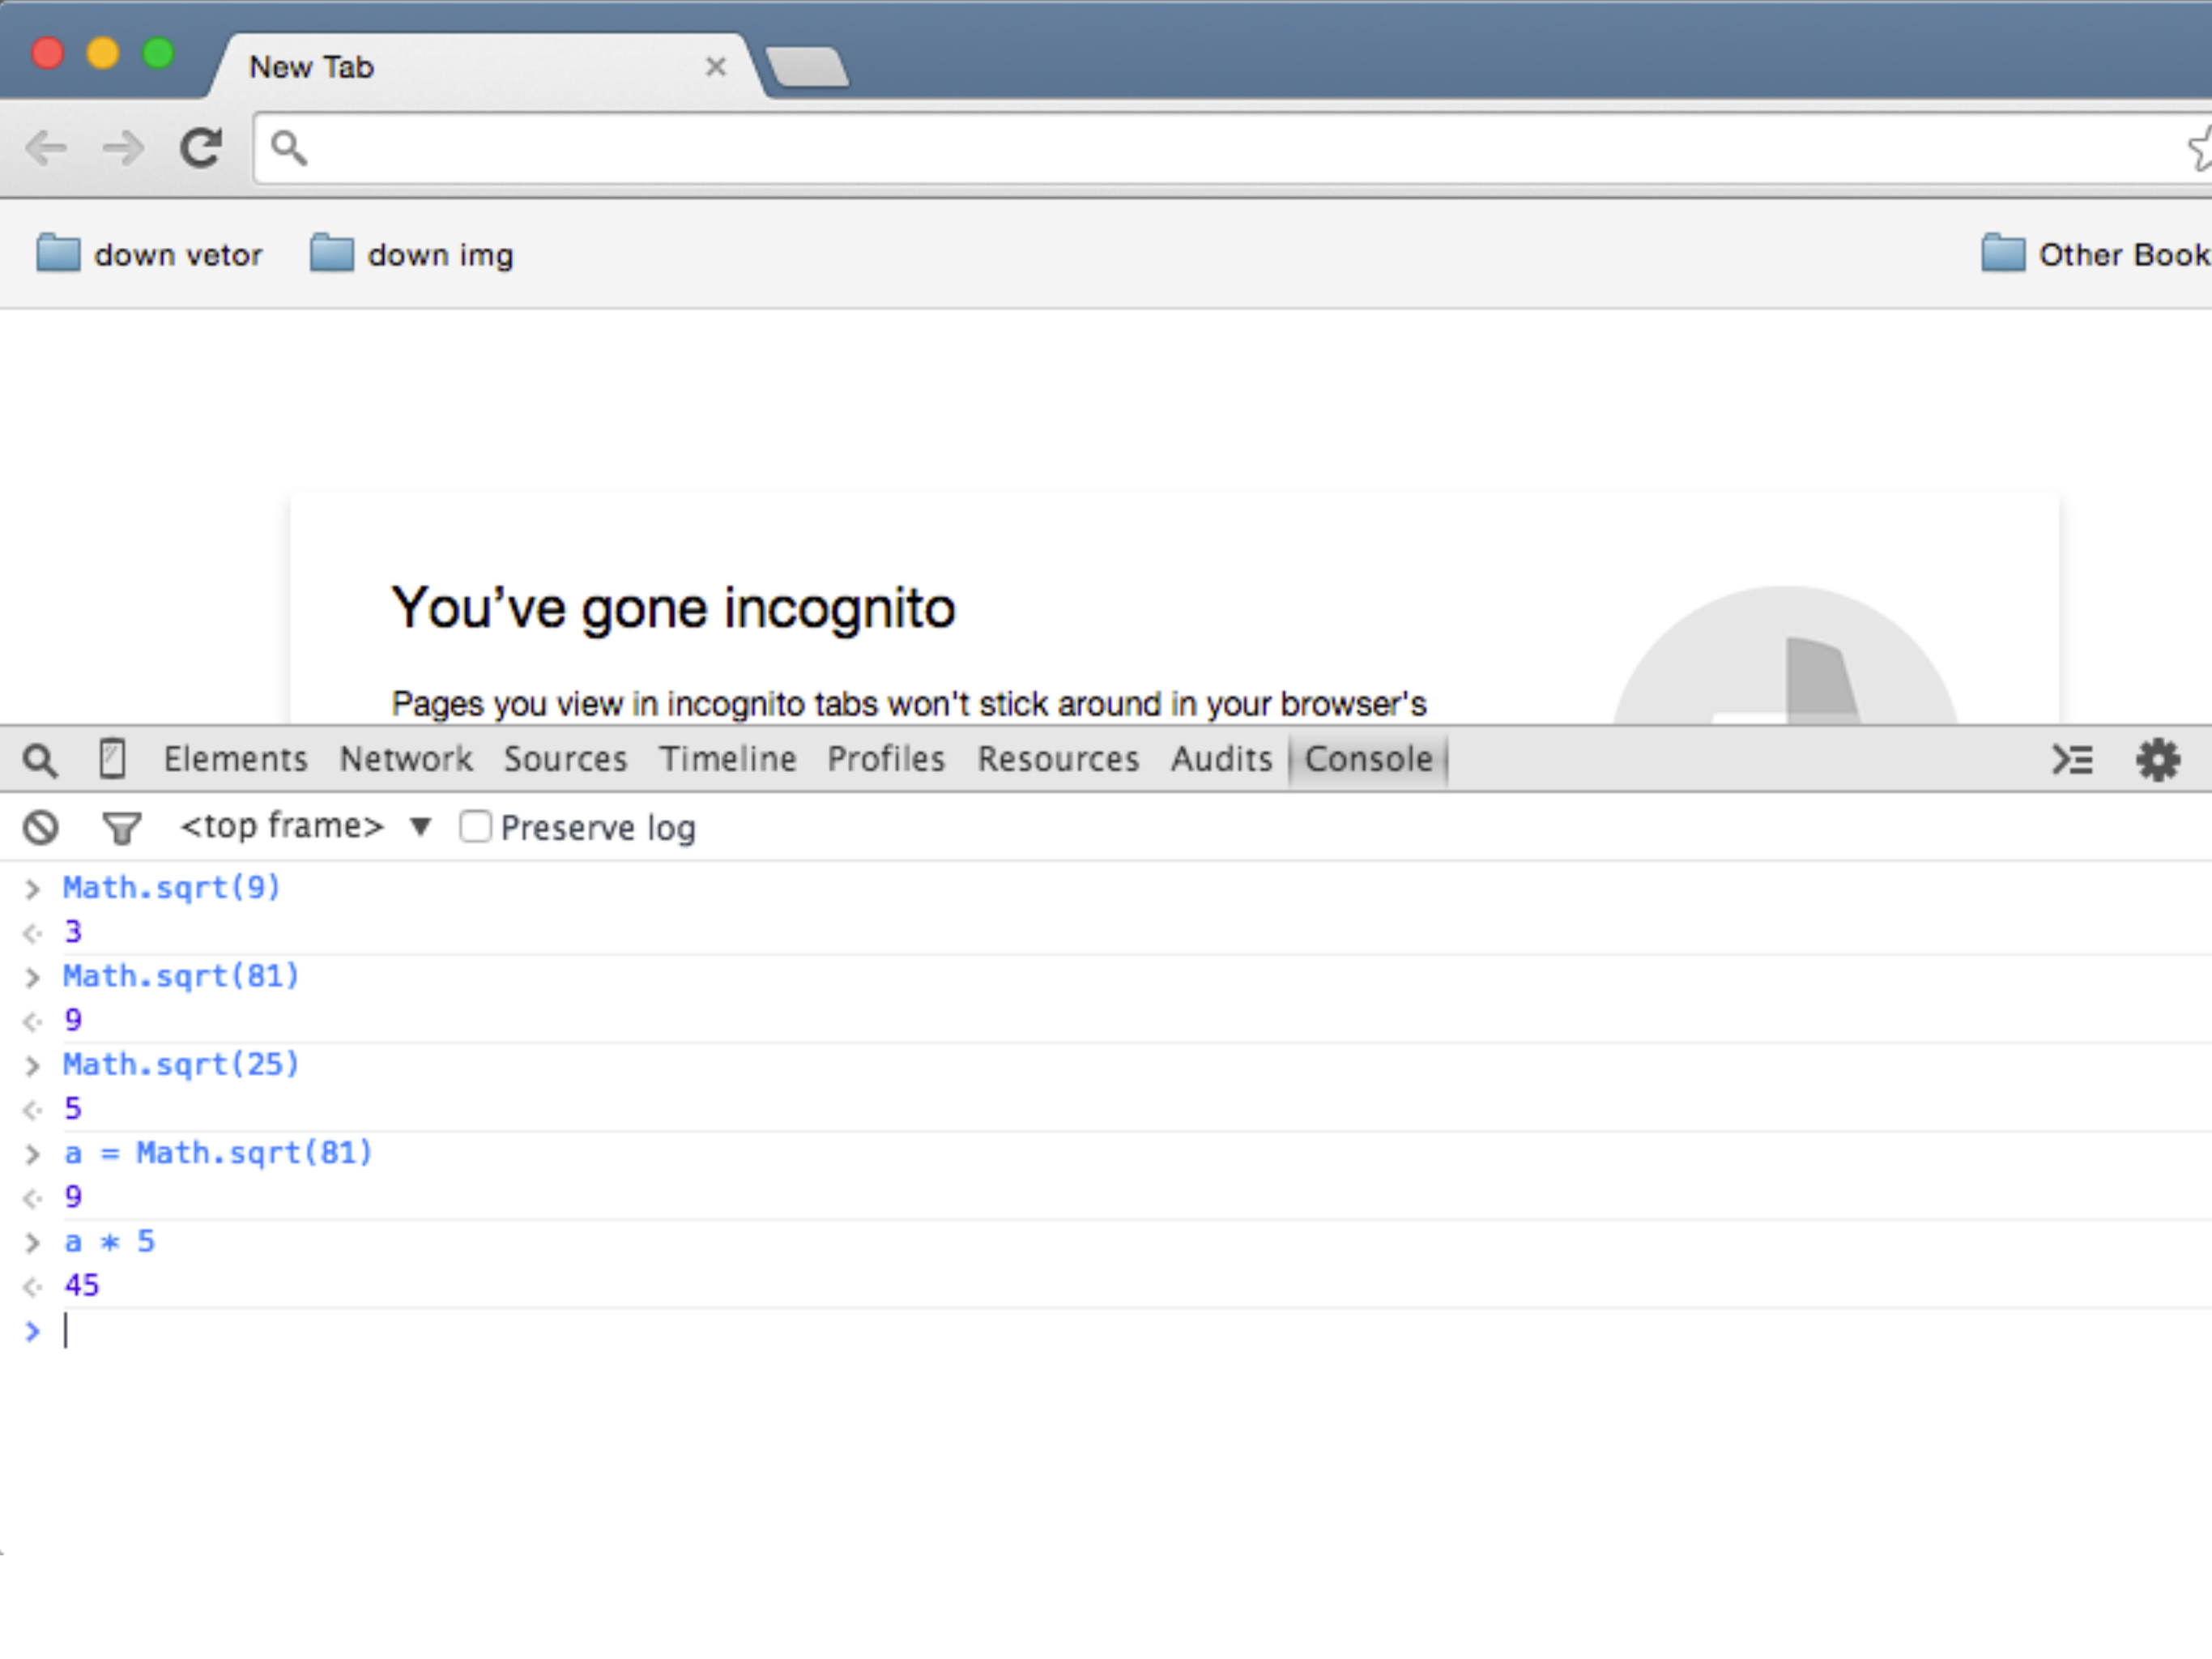 New Tab
down vetor down img Other Book
You’ve gone incognito
Pages you view in incognito tabs won't stick around in your browser's
Elements Network Sources Timeline Profiles Resources Audits Console
<top frame> ▼ Preserve log
> Math.sqrt(9)
3
> Math.sqrt(81)
9
> Math.sqrt(25)
5
> a = Math.sqrt(81)
9
> a * 5
45
>